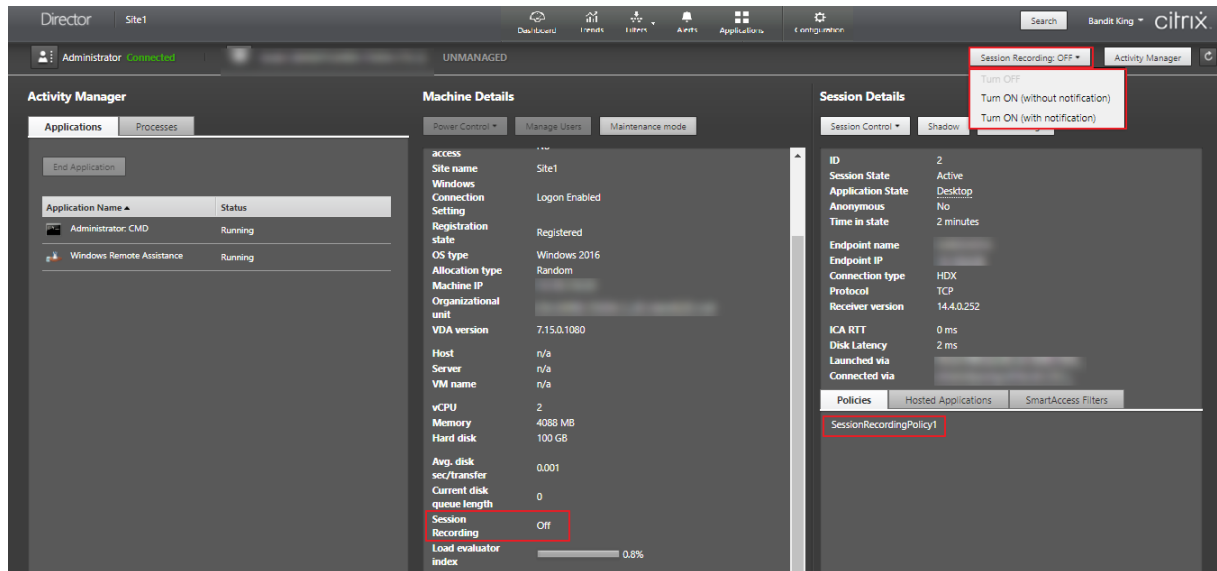 Director Site1 Dashboard Trends Filters Alerts Applications Configuration Search Bandit King citrix
Administrator Connected UNMANAGED Session Recording: OFF Activity Manager
Turn OFF
Turn ON (without notification)
Turn ON (with notification)
Activity Manager
Applications Processes
End Application
Application Name Status
Administrator: CMD Running
Windows Remote Assistance Running
Machine Details
Power Control Manage Users Maintenance mode
access No
Site name Site1
Windows
Connection Logon Enabled
Setting
Registration
state Registered
OS type Windows 2016
Allocation type Random
Machine IP
Organizational
unit
VDA version 7.15.0.1080
Host n/a
Server n/a
VM name n/a
vCPU 2
Memory 4088 MB
Hard disk 100 GB
Avg. disk
sec/transfer 0.001
Current disk
queue length 0
Session
Recording Off
Load evaluator
index 0.8%
Session Details
Session Control Shadow
ID 2
Session State Active
Application State Desktop
Anonymous No
Time in state 2 minutes
Endpoint name
Endpoint IP
Connection type HDX
Protocol TCP
Receiver version 14.4.0.252
ICA RTT 0 ms
Disk Latency 2 ms
Launched via
Connected via
Policies Hosted Applications SmartAccess Filters
SessionRecordingPolicy1